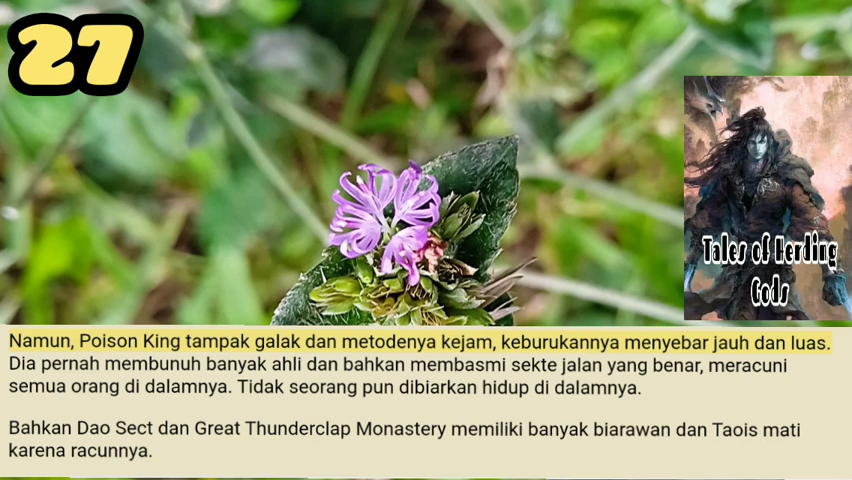 27
Tales of Herding
Gods
Namun, Poison King tampak galak dan metodenya kejam, keburukannya menyebar jauh dan luas.
Dia pernah membunuh banyak ahli dan bahkan membasmi sekte jalan yang benar, meracuni
semua orang di dalamnya. Tidak seorang pun dibiarkan hidup di dalamnya.
Bahkan Dao Sect dan Great Thunderclap Monastery memiliki banyak biarawan dan Taois mati
karena racunnya.